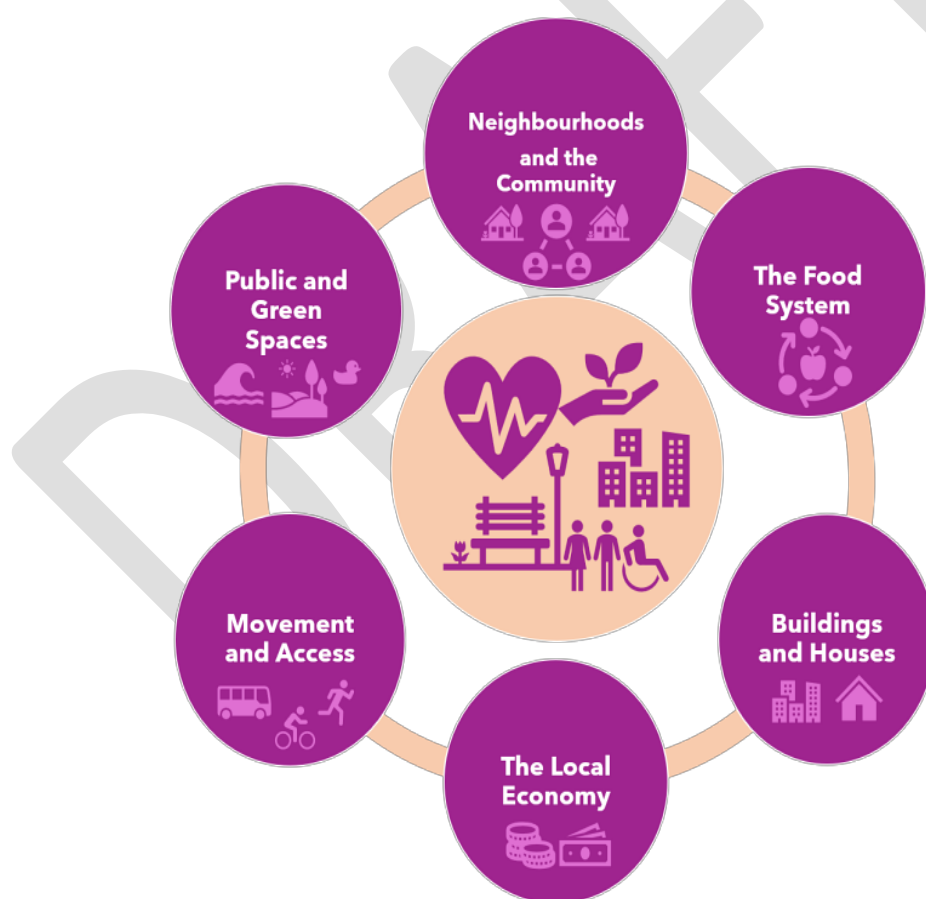 Neighbourhoods
and the
Community
The Food
System
Buildings
and Houses
The Local
Economy
Movement
and Access
Public and
Green
Spaces
DRAFT